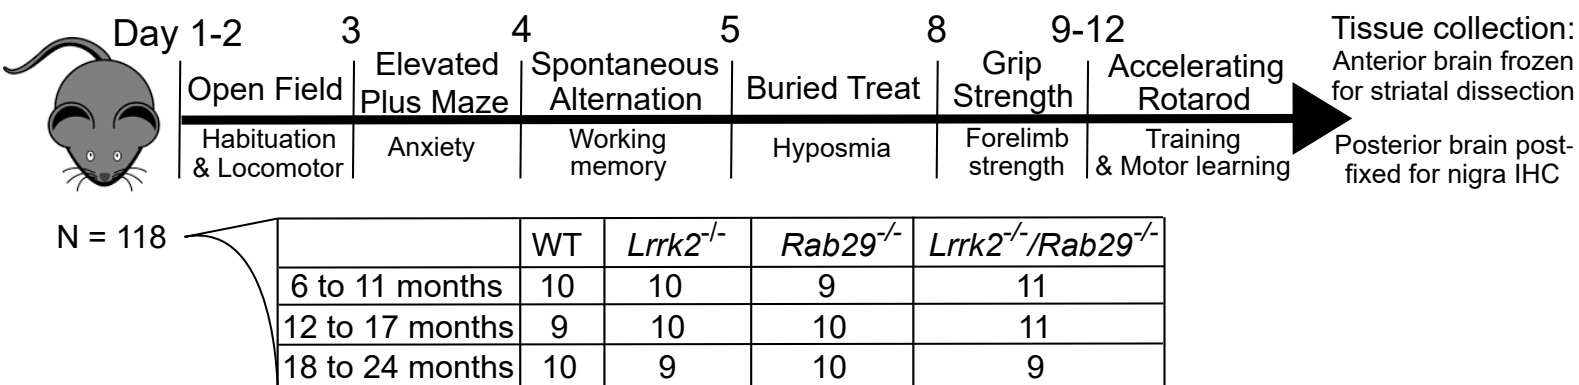 Day 1-2 3 4 5 8 9-12 Tissue collection:
Open Field Elevated Plus Maze Spontaneous Alternation Buried Treat Grip Strength Accelerating Rotarod Anterior brain frozen for striatal dissection
Habituation & Locomotor Anxiety Working memory Hyposmia Forelimb strength Training & Motor learning Posterior brain post-fixed for nigra IHC
N = 118
WT Lrrk2-/- Rab29-/- Lrrk2-/-/Rab29-/-
6 to 11 months 10 10 9 11
12 to 17 months 9 10 10 11
18 to 24 months 10 9 10 9